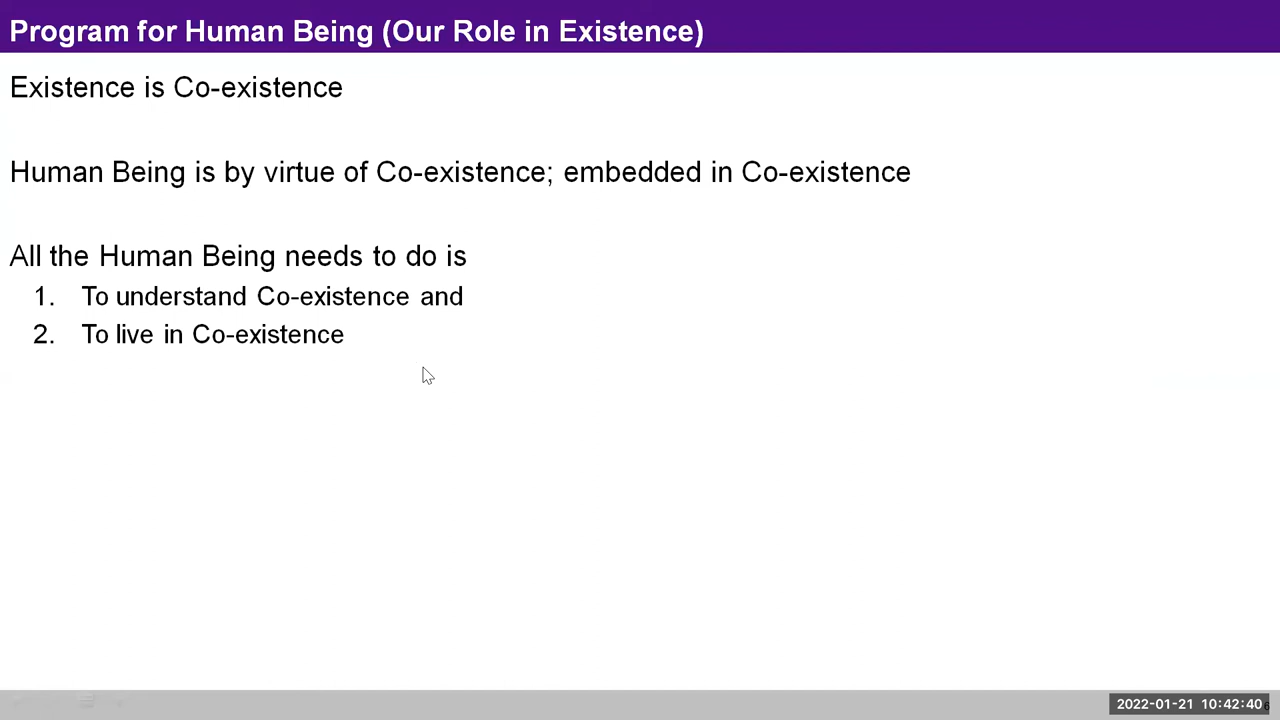 Program for Human Being (Our Role in Existence)
Existence is Co-existence
Human Being is by virtue of Co-existence; embedded in Co-existence
All the Human Being needs to do is
1. To understand Co-existence and
2. To live in Co-existence
2022-01-21 10:42:40
6